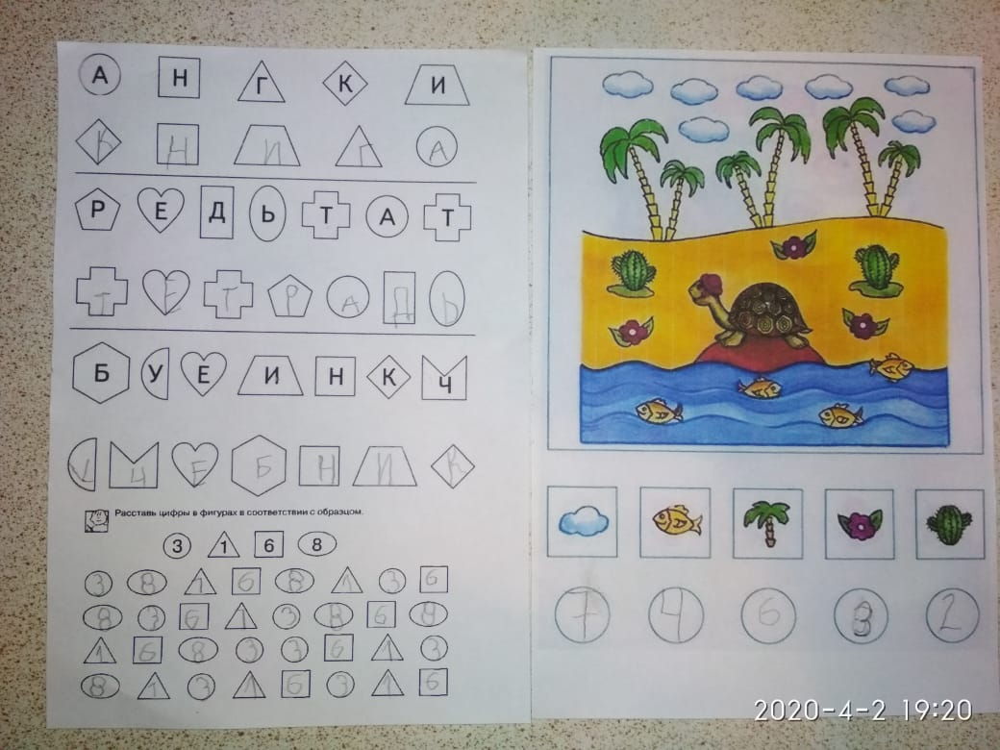 А Н Г К И
К Н И Г А
Р Е Д Ь Т А Т
Т Е Т Р А Д Ь
Б У Е И Н К Ч
У Ч Е Б Н И К
Расставь цифры в фигурах в соответствии с образцом.
3 1 6 8
3 8 1 6 8 1 3 6
8 3 6 1 3 8 6 8
1 6 8 3 3 6 1 3
8 1 3 1 6 3 1 6
7 4 6 3 2
2020-4-2 19:20